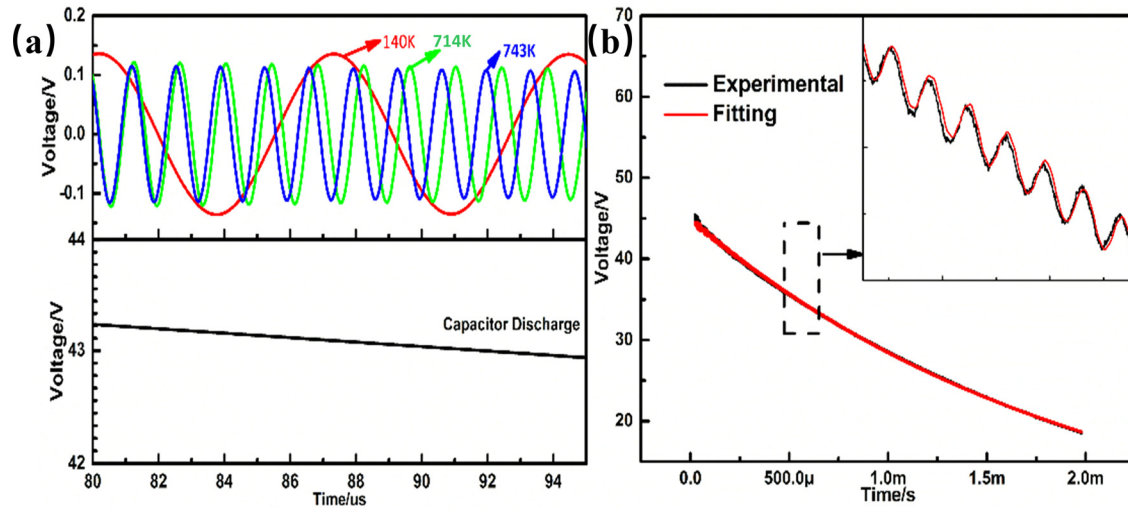 (a)
0.2
0.1
0.0
-0.1
Voltage/V
140K
714K
743K
44
43
42
Voltage/V
Capacitor Discharge
80 82 84 86 88 90 92 94
Time/us
(b)
70
60
50
40
30
20
Voltage/V
Experimental
Fitting
0.0 500.0μ 1.0m 1.5m 2.0m
Time/s